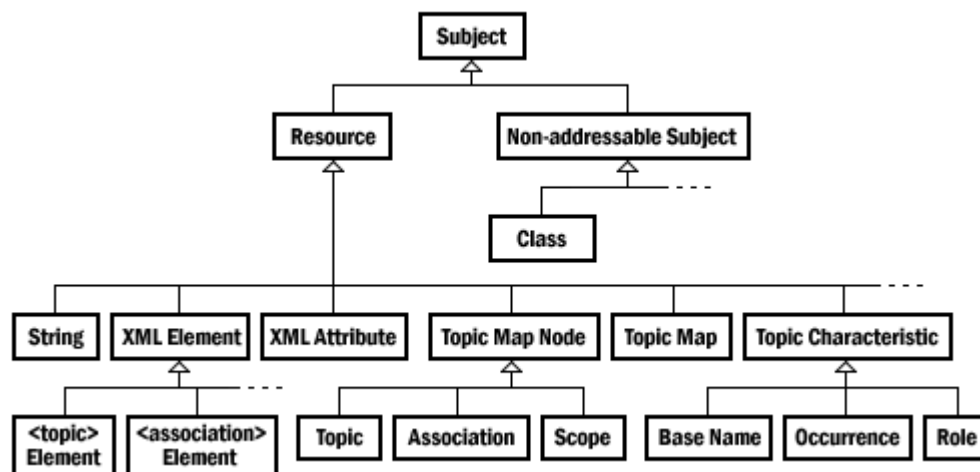 Subject
Resource
Non-addressable Subject
Class
String
XML Element
XML Attribute
Topic Map Node
Topic Map
Topic Characteristic
<topic>
Element
<association>
Element
Topic
Association
Scope
Base Name
Occurrence
Role